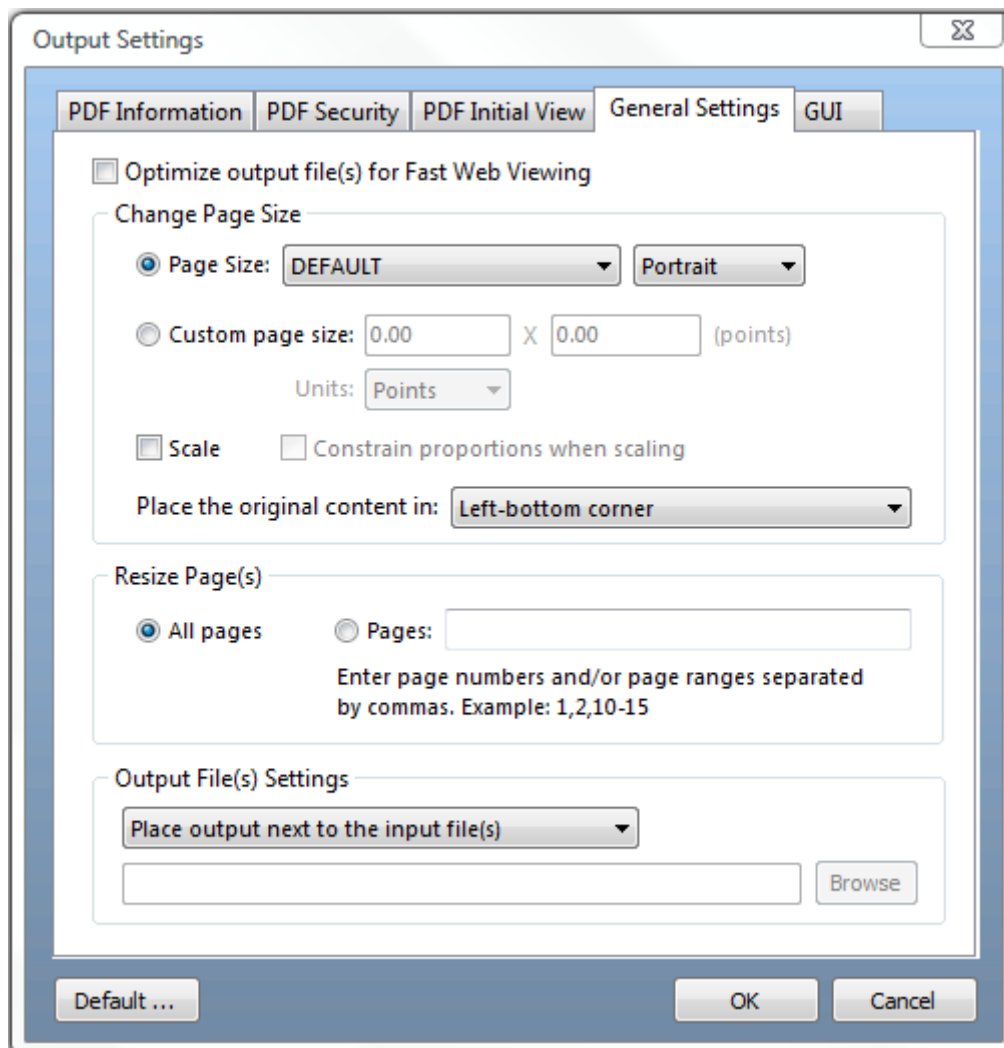 Output Settings
PDF Information PDF Security PDF Initial View General Settings GUI
Optimize output file(s) for Fast Web Viewing
Change Page Size
Page Size: DEFAULT Portrait
Custom page size: 0.00 X 0.00 (points)
Units: Points
Scale Constrain proportions when scaling
Place the original content in: Left-bottom corner
Resize Page(s)
All pages Pages:
Enter page numbers and/or page ranges separated
by commas. Example: 1,2,10-15
Output File(s) Settings
Place output next to the input file(s)
Browse
Default ... OK Cancel